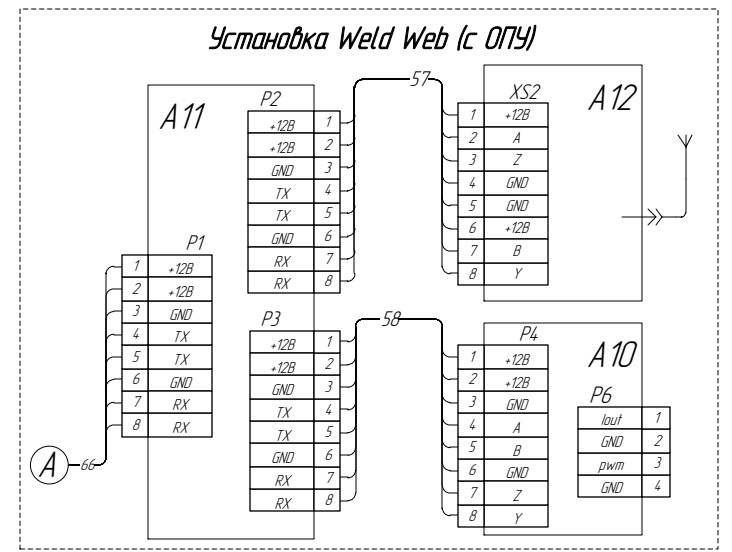 Установка Weld Web (с ОПУ)
A11
P2
+12В 1
+12В 2
GND 3
TX 4
TX 5
GND 6
RX 7
RX 8
57
XS2
A12
1 +12В
2 A
3 Z
4 GND
5 GND
6 +12В
7 B
8 Y
P1
1 +12В
2 +12В
3 GND
4 TX
5 TX
6 GND
7 RX
8 RX
A
66
P3
+12В 1
+12В 2
GND 3
TX 4
TX 5
GND 6
RX 7
RX 8
58
P4
A10
1 +12В
2 +12В
3 GND
4 A
5 B
6 GND
7 Z
8 Y
P6
Iout 1
GND 2
pwm 3
GND 4